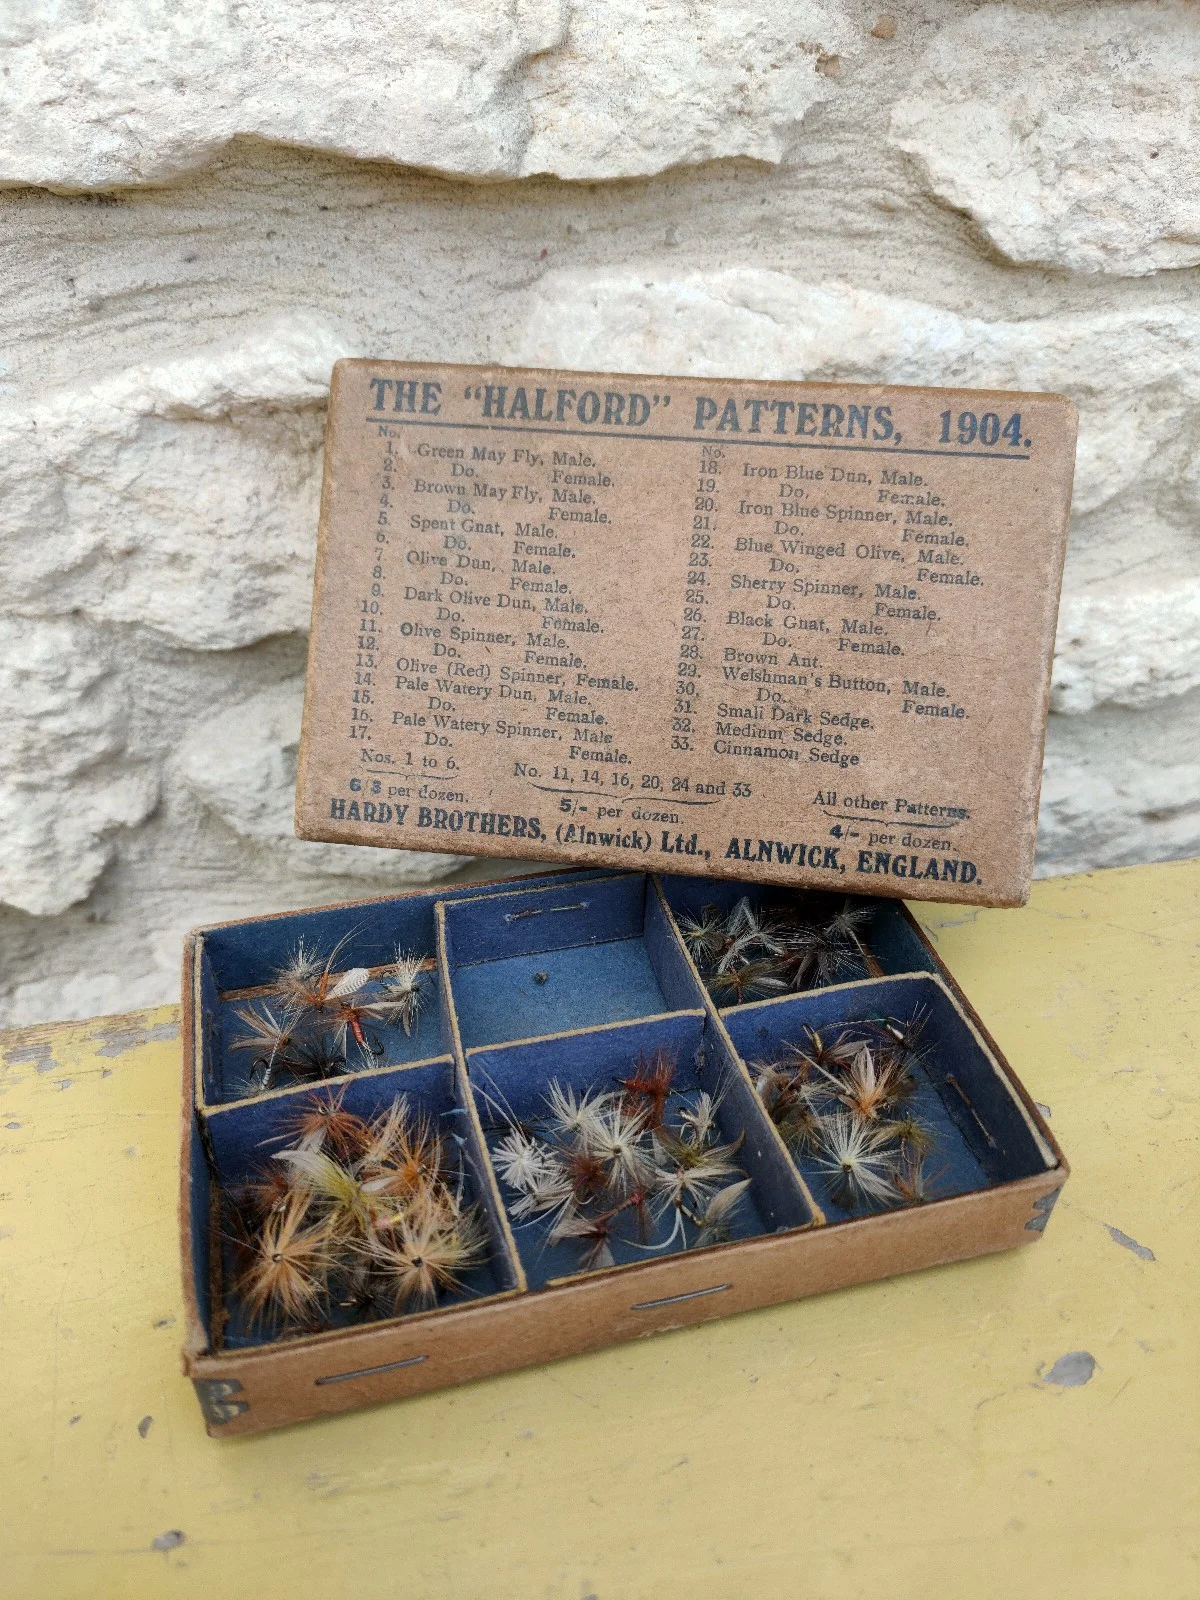 THE "HALFORD" PATTERNS, 1904.
No.
1. Green May Fly, Male.
2. Do. Female.
3. Brown May Fly, Male.
4. Do. Female.
5. Spent Gnat, Male.
6. Do. Female.
7 Olive Dun, Male.
8. Do. Female.
9. Dark Olive Dun, Male.
10. Do. Female.
11. Olive Spinner, Male.
12. Do. Female.
13. Olive (Red) Spinner, Female.
14. Pale Watery Dun, Male.
15. Do. Female.
16. Pale Watery Spinner, Male
17. Do. Female.
No.
18. Iron Blue Dun, Male.
19. Do. Female.
20. Iron Blue Spinner, Male.
21. Do. Female.
22. Blue Winged Olive, Male.
23. Do. Female.
24. Sherry Spinner, Male.
25. Do. Female.
26. Black Gnat, Male.
27. Do. Female.
28. Brown Ant.
29. Welshman's Button, Male.
30. Do. Female.
31. Small Dark Sedge.
32. Medium Sedge.
33. Cinnamon Sedge
Nos. 1 to 6.
6/3 per dozen.
No. 11, 14, 16, 20, 24 and 33
5/- per dozen.
All other Patterns.
4/- per dozen.
HARDY BROTHERS, (Alnwick) Ltd., ALNWICK, ENGLAND.